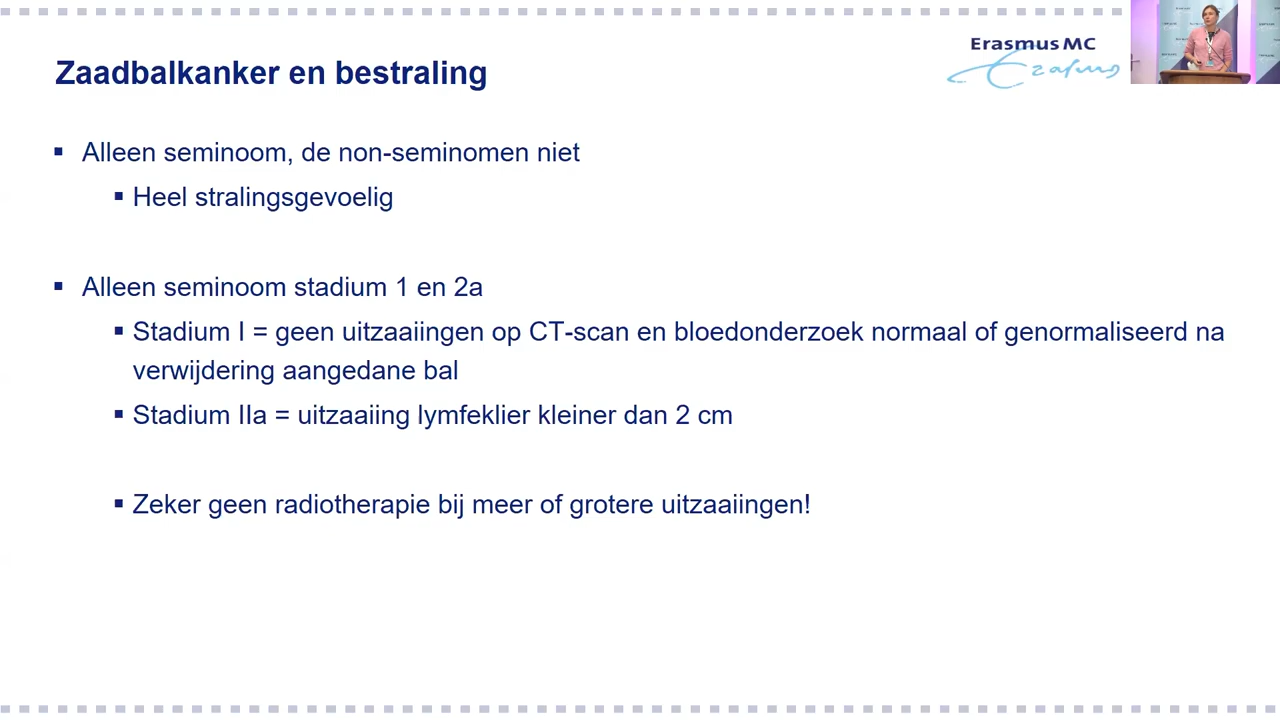 Erasmus MC
Erasmus
Zaadbalkanker en bestraling
Alleen seminoom, de non-seminomen niet
Heel stralingsgevoelig
Alleen seminoom stadium 1 en 2a
Stadium I = geen uitzaaiingen op CT-scan en bloedonderzoek normaal of genormaliseerd na
verwijdering aangedane bal
Stadium IIa = uitzaaiing lymfeklier kleiner dan 2 cm
Zeker geen radiotherapie bij meer of grotere uitzaaiingen!